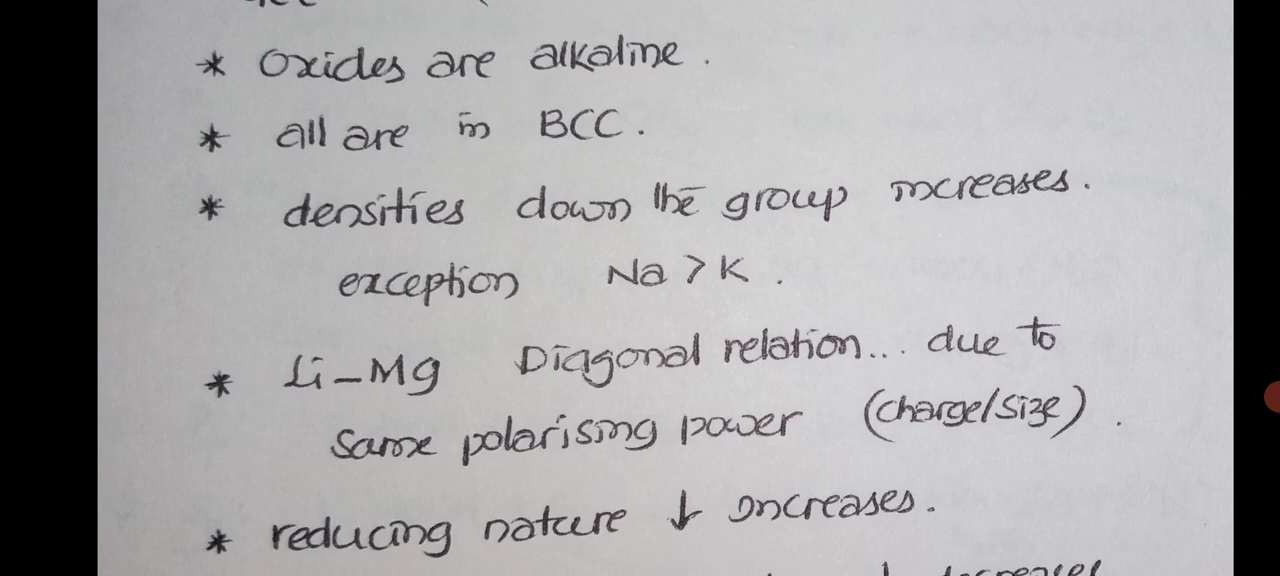 * Oxides are alkaline.
* all are in BCC.
* densities down the group increases.
exception Na > K.
* Li-Mg Diagonal relation... due to
same polarising power (charge/size).
* reducing nature ↓ increases.